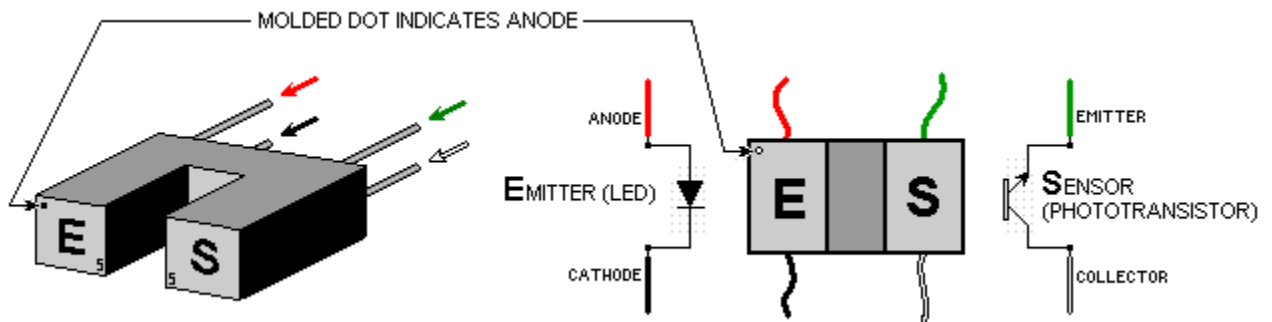 MOLDED DOT INDICATES ANODE
E
5
S
5
ANODE
EMITTER (LED)
CATHODE
E
S
EMITTER
SENSOR
(PHOTOTRANSISTOR)
COLLECTOR